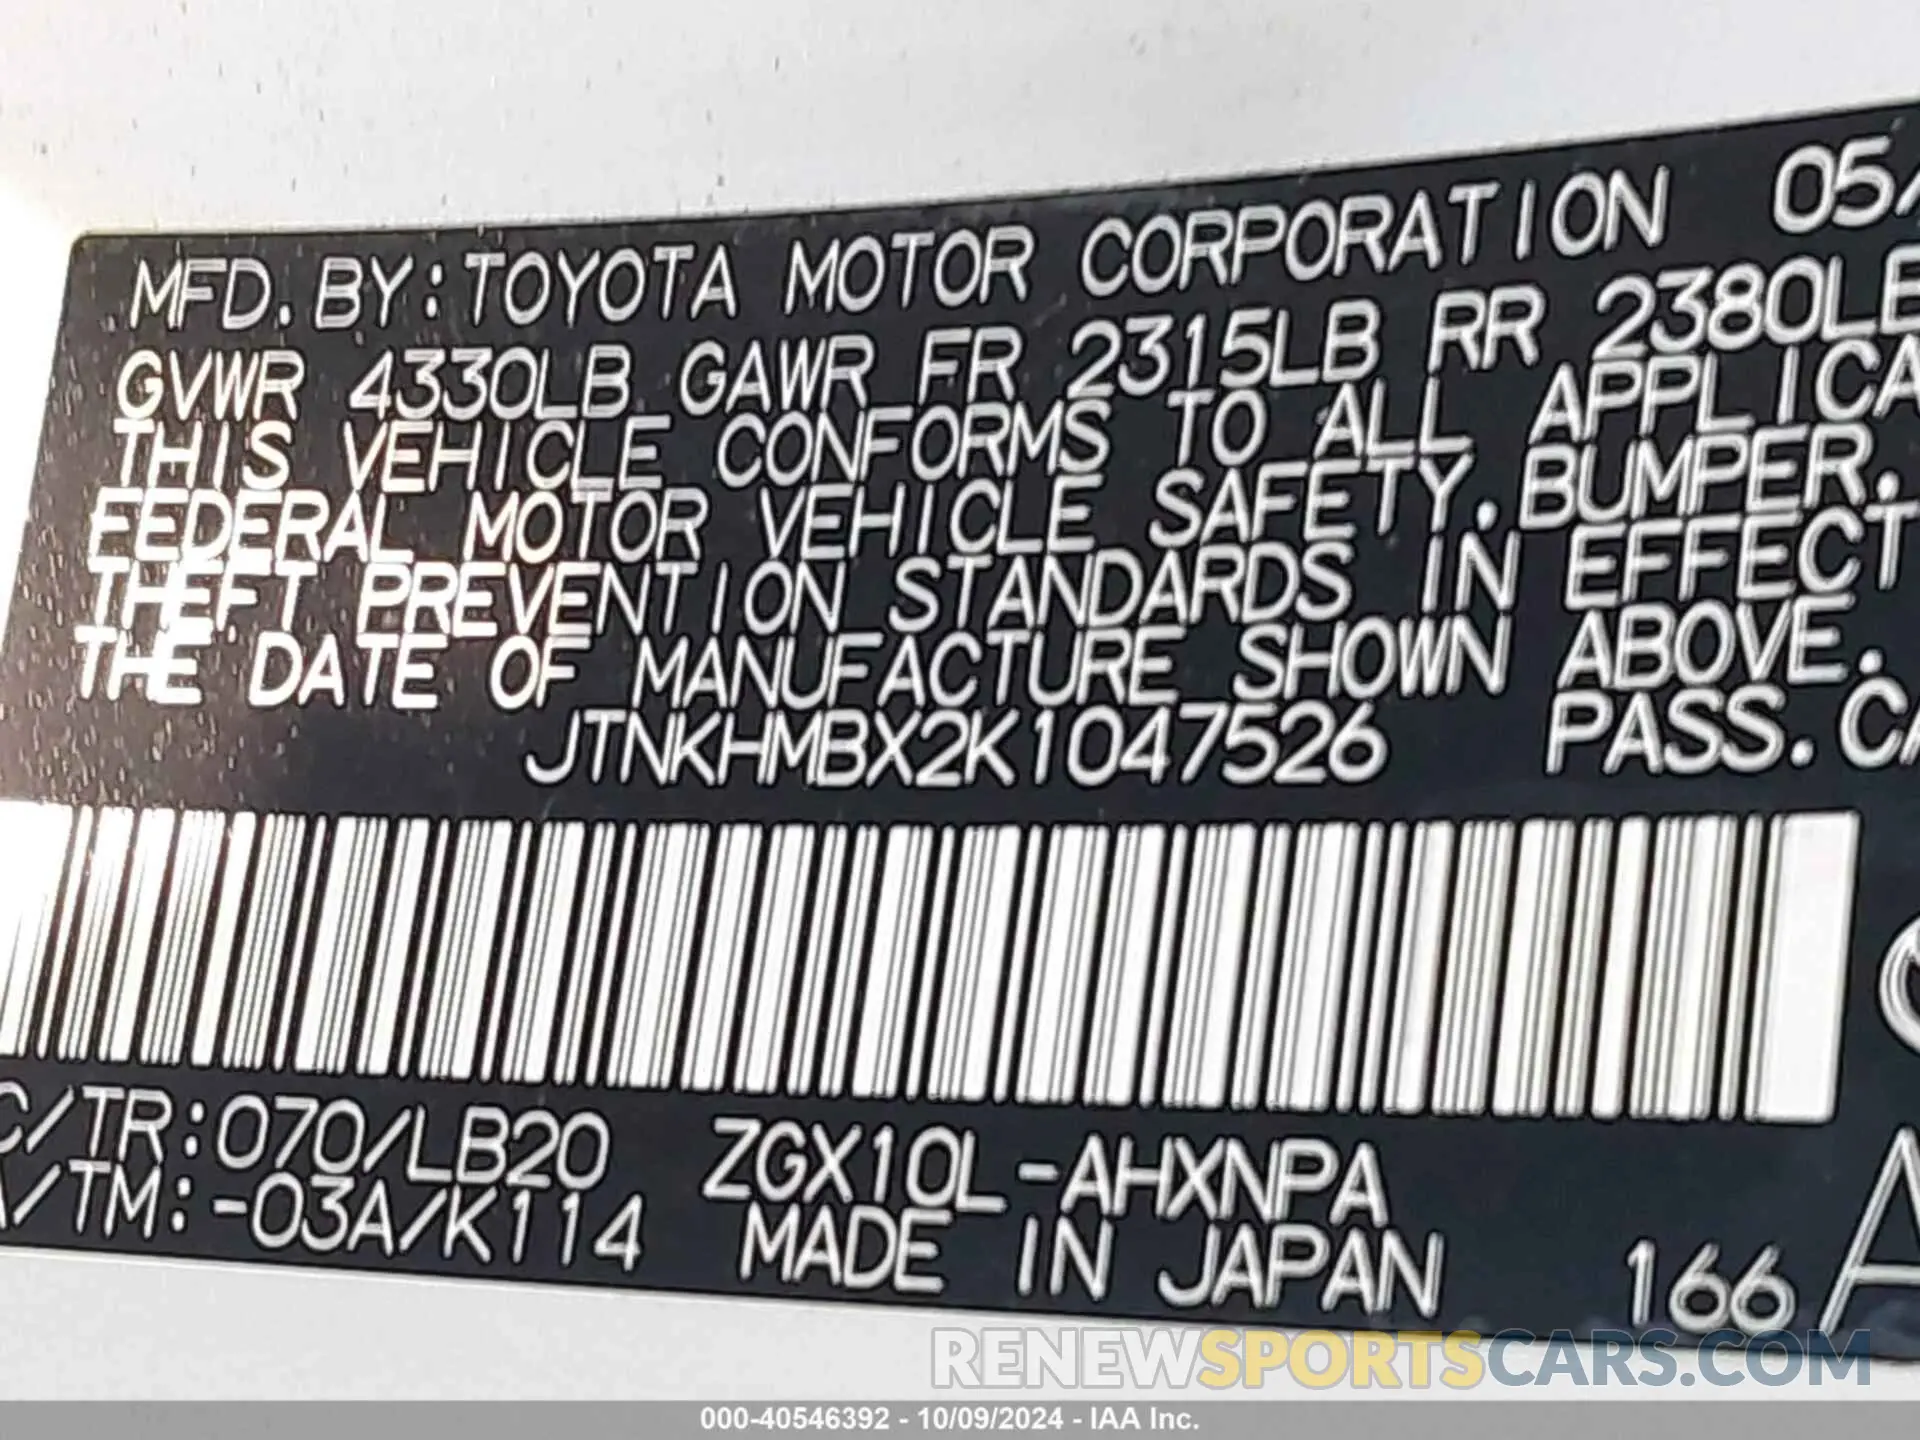 MFD. BY: TOYOTA MOTOR CORPORATION 05/
GVWR 4330LB GAWR FR 2315LB RR 2380LB
THIS VEHICLE CONFORMS TO ALL APPLICA
FEDERAL MOTOR VEHICLE SAFETY, BUMPER,
THEFT PREVENTION STANDARDS IN EFFECT
THE DATE OF MANUFACTURE SHOWN ABOVE.
JTNKHMBX2K1047526 PASS. CA
C/TR: 070/LB20 ZGX10L-AHXNPA
A/TM: -03A/K114 MADE IN JAPAN 166
RENEWSPORTSCARS.COM
000-40546392 - 10/09/2024 - IAA Inc.